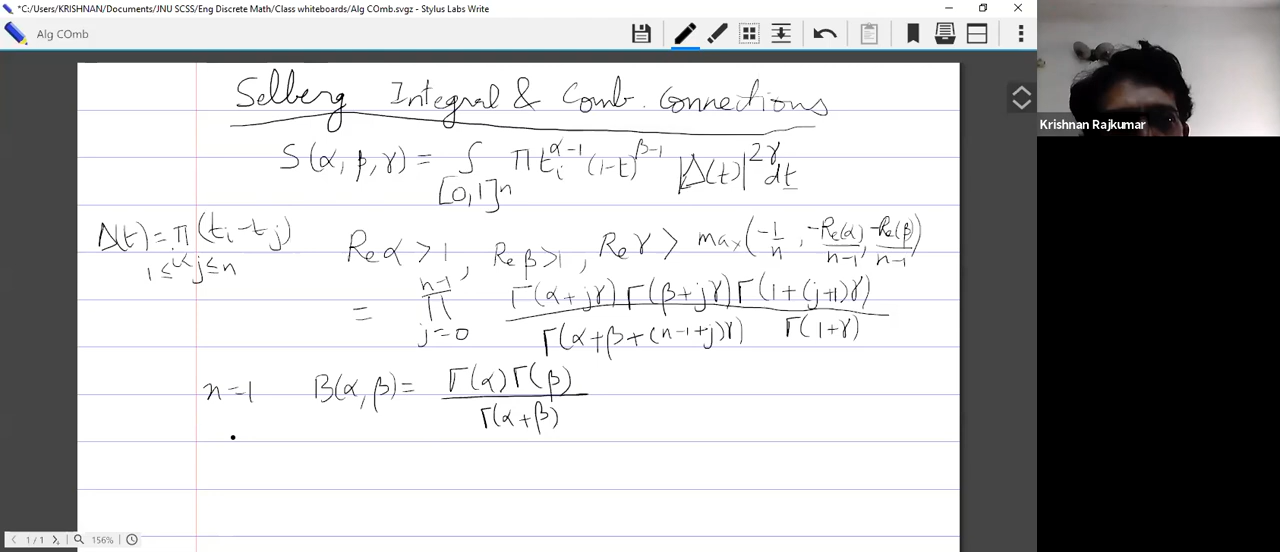 *C:/Users/KRISHNAN/Documents/JNU SCSS/Eng Discrete Math/Class whiteboards/Alg COmb.svgz - Stylus Labs Write
Alg COmb
Selberg Integral & Comb. Connections
S(α, β, γ) = ∫_{[0,1]^n} Π t_i^{α-1} (1-t)^{β-1} |Δ(t)|^{2γ} dt
Δ(t) = Π_{1≤i<j≤n} (t_i - t_j)
Re α > 1, Re β > 1, Re γ > max(-1/n, -Re(α)/(n-1), -Re(β)/(n-1))
= Π_{j=0}^{n-1} Γ(α+jγ) Γ(β+jγ) Γ(1+(j+1)γ) / Γ(α+β+(n-1+j)γ) Γ(1+γ)
n=1 B(α, β) = Γ(α)Γ(β) / Γ(α+β)
1 / 1 156%
Krishnan Rajkumar